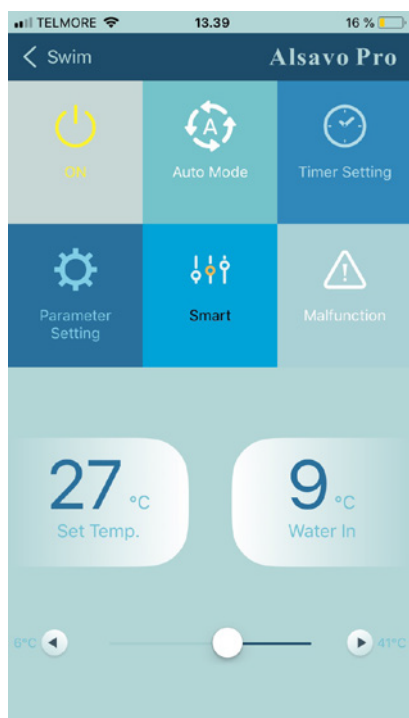 TELMORE 13.39 16 %
Swim Alsavo Pro
ON Auto Mode Timer Setting
A
Parameter
Setting
Smart
Malfunction
27 °C 9 °C
Set Temp. Water In
6°C 41°C